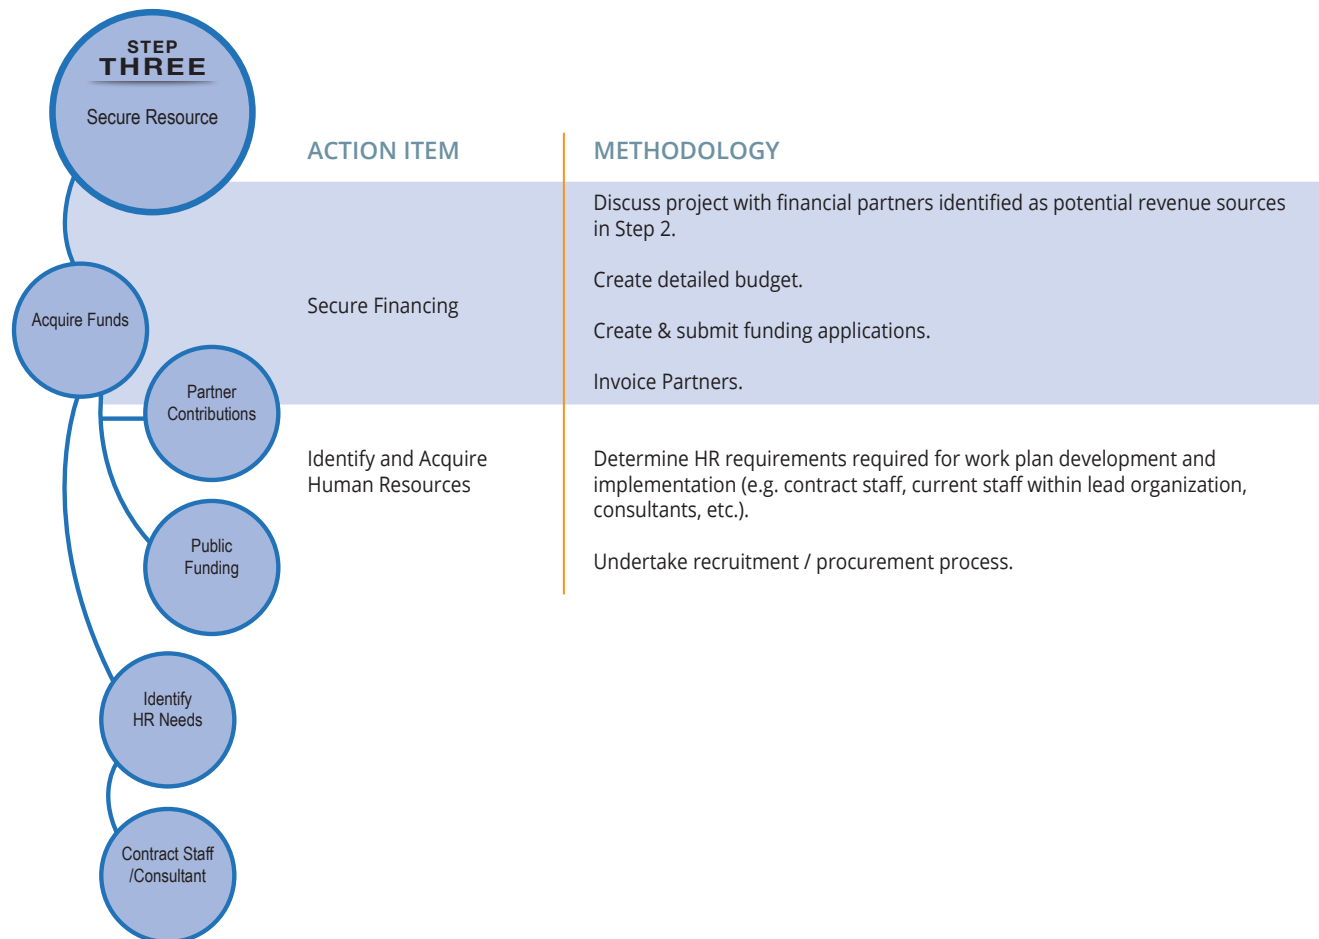 STEP
THREE
Secure Resource
ACTION ITEM
METHODOLOGY
Discuss project with financial partners identified as potential revenue sources
in Step 2.
Create detailed budget.
Secure Financing
Create & submit funding applications.
Invoice Partners.
Acquire Funds
Partner
Contributions
Identify and Acquire
Human Resources
Determine HR requirements required for work plan development and
implementation (e.g. contract staff, current staff within lead organization,
consultants, etc.).
Undertake recruitment / procurement process.
Public
Funding
Identify
HR Needs
Contract Staff
/Consultant